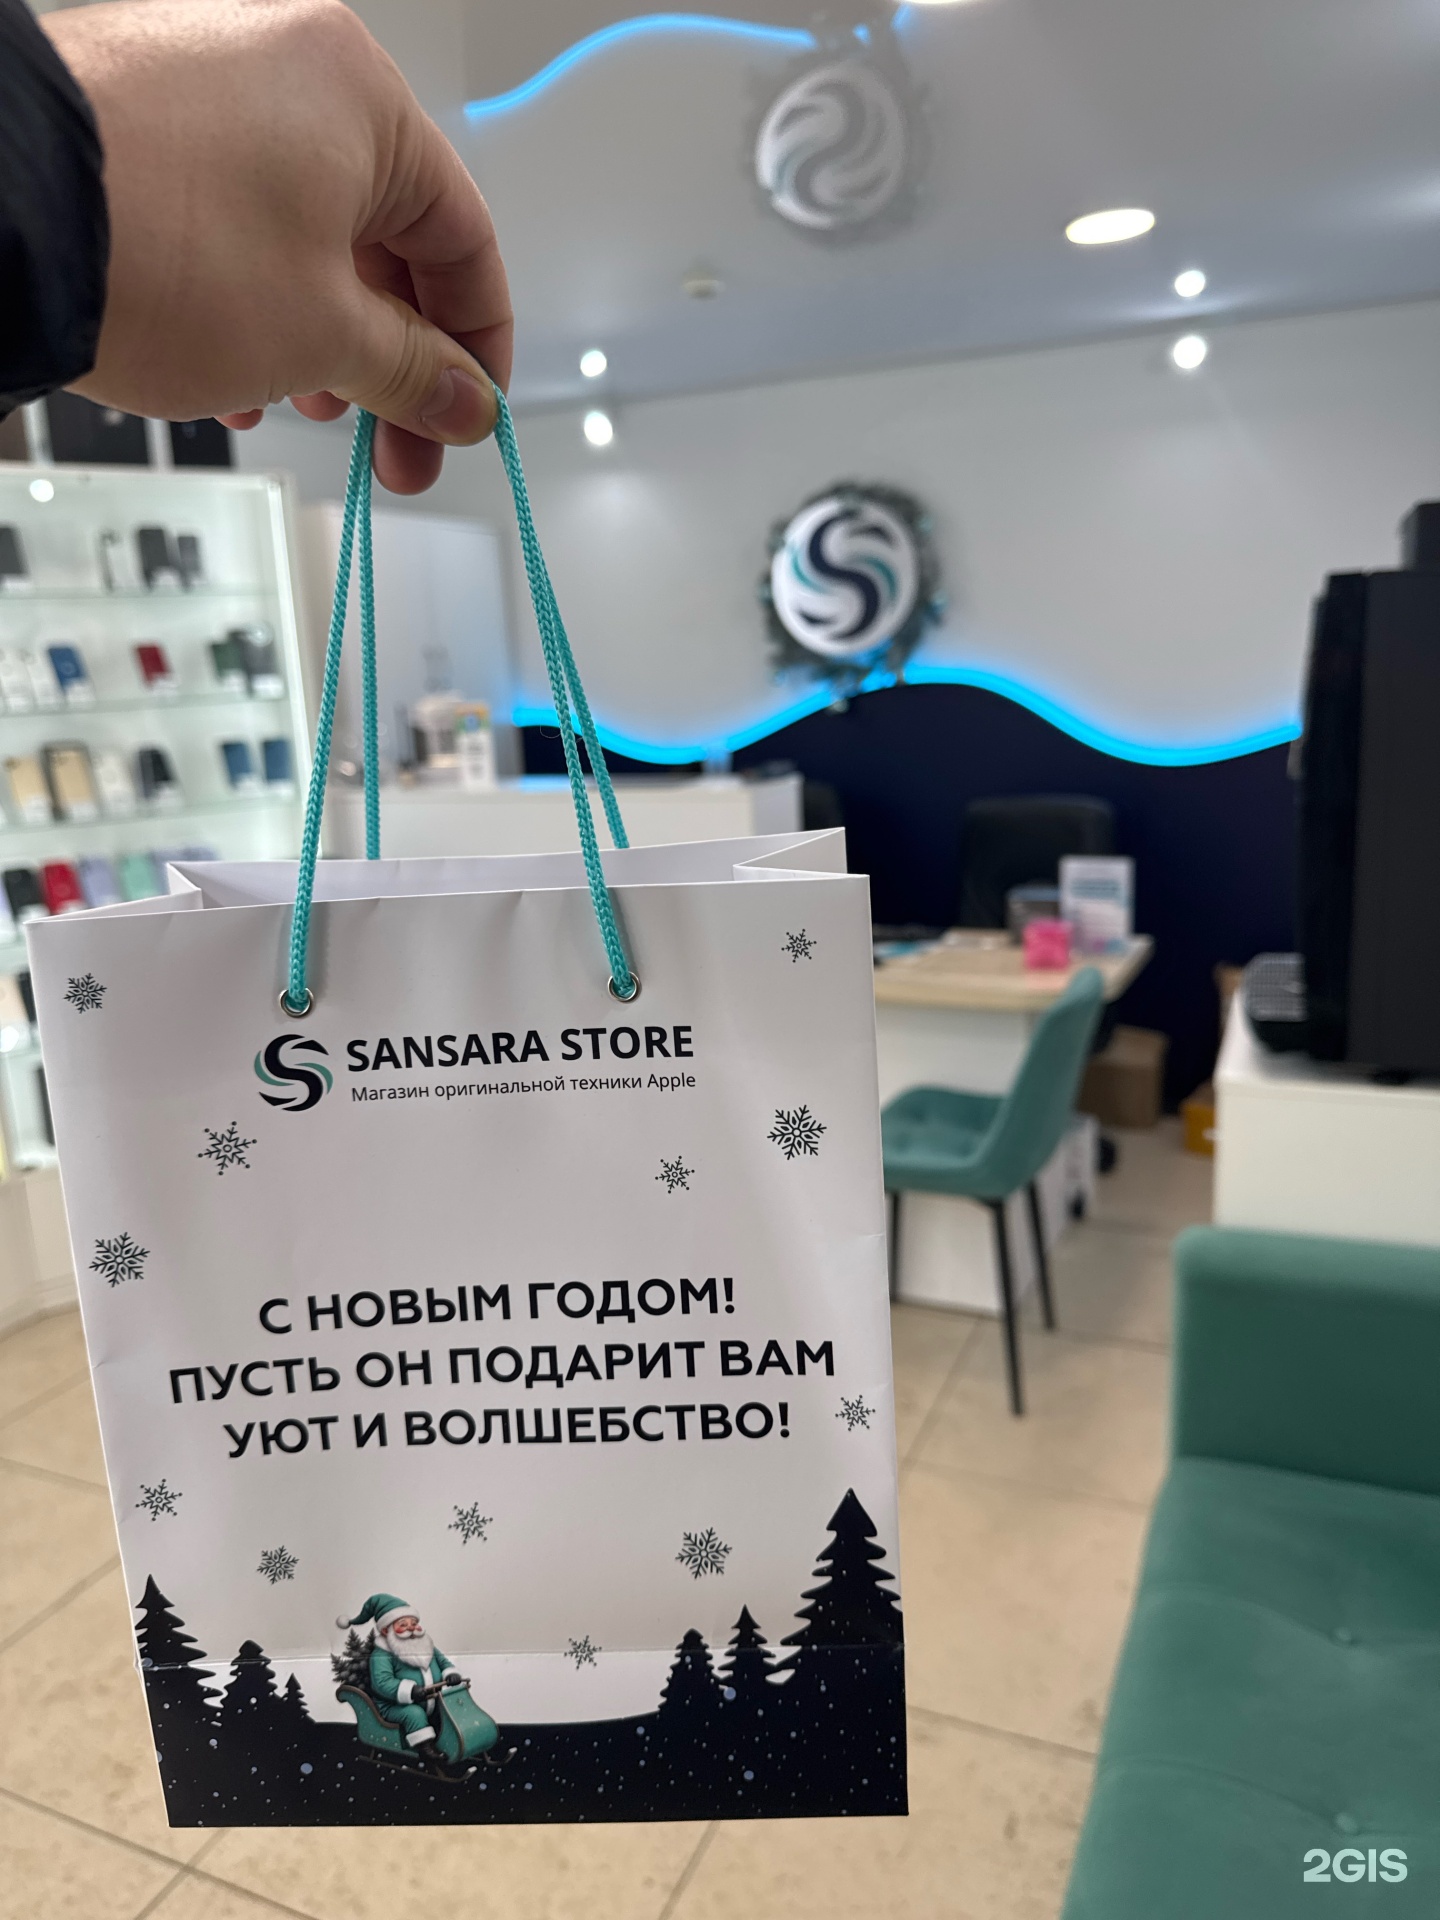 SANSARA STORE
Магазин оригинальной техники Apple
С НОВЫМ ГОДОМ!
ПУСТЬ ОН ПОДАРИТ ВАМ
УЮТ И ВОЛШЕБСТВО!
2GIS